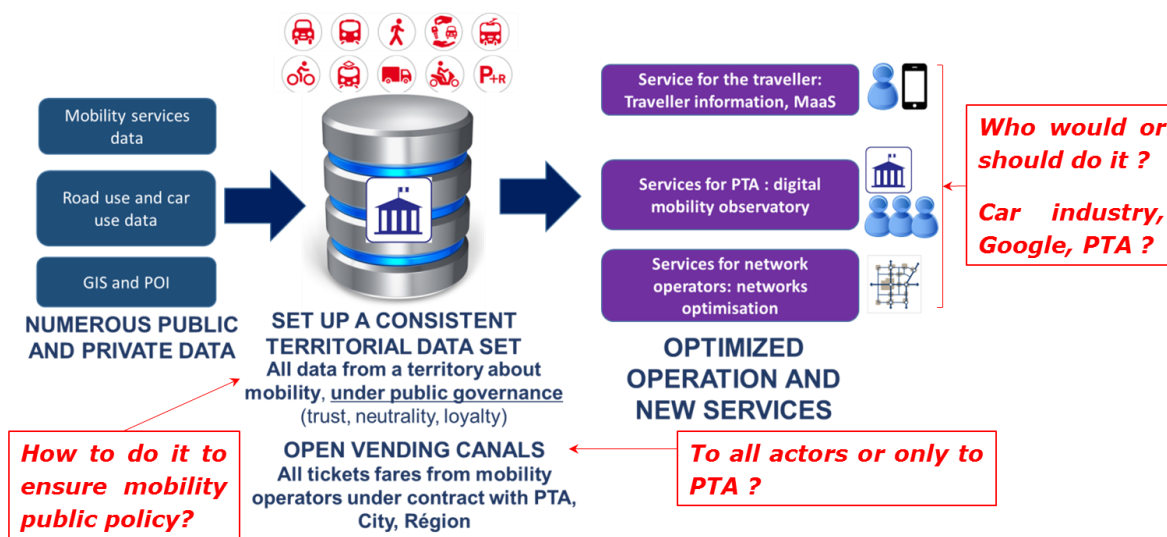 P+R
Mobility services
data
Road use and car
use data
GIS and POI
NUMEROUS PUBLIC
AND PRIVATE DATA
SET UP A CONSISTENT
TERRITORIAL DATA SET
All data from a territory about
mobility, under public governance
(trust, neutrality, loyalty)
OPEN VENDING CANALS
All tickets fares from mobility
operators under contract with PTA,
City, Région
Service for the traveller:
Traveller information, MaaS
Services for PTA : digital
mobility observatory
Services for network
operators: networks
optimisation
OPTIMIZED
OPERATION AND
NEW SERVICES
Who would or
should do it ?
Car industry,
Google, PTA ?
How to do it to
ensure mobility
public policy?
To all actors or only to
PTA ?